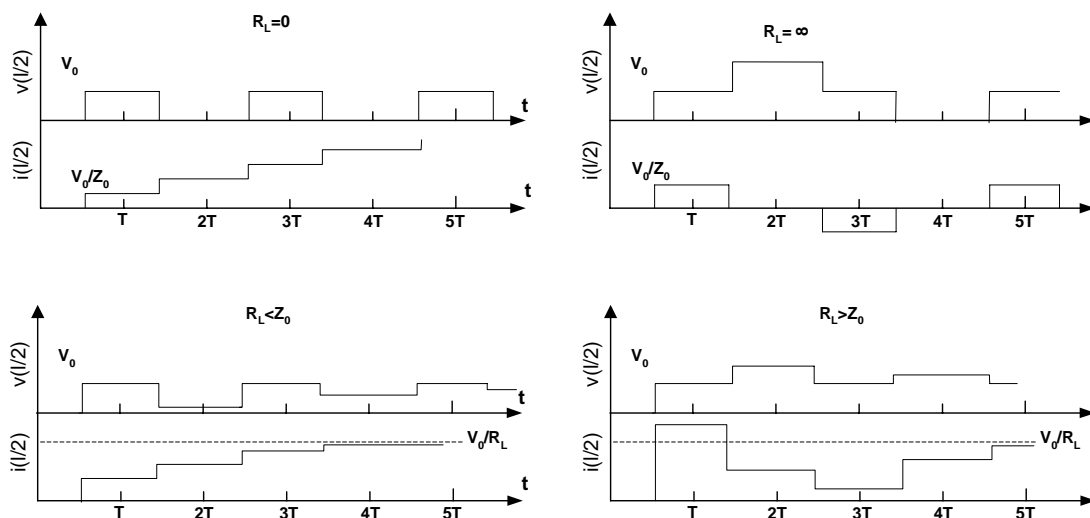 R_L=0
v(l/2)
V_0
t
i(l/2)
V_0/Z_0
t
T 2T 3T 4T 5T
R_L=∞
v(l/2)
V_0
i(l/2)
V_0/Z_0
T 2T 3T 4T 5T
R_L<Z_0
v(l/2)
V_0
t
i(l/2)
V_0/R_L
t
T 2T 3T 4T 5T
R_L>Z_0
v(l/2)
V_0
i(l/2)
V_0/R_L
T 2T 3T 4T 5T